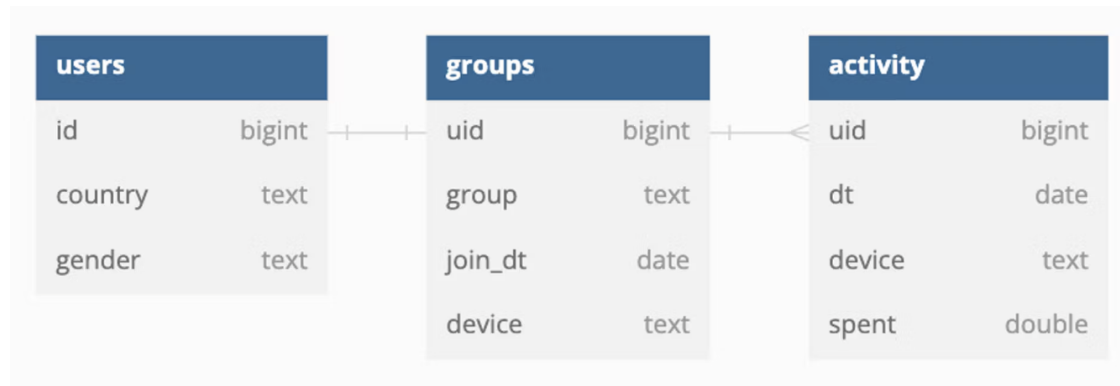 users
id bigint
country text
gender text
groups
uid bigint
group text
join_dt date
device text
activity
uid bigint
dt date
device text
spent double